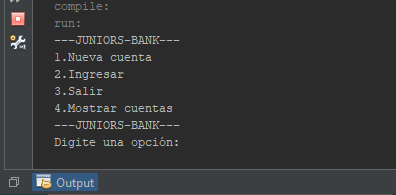 compile:
run:
---JUNIORS-BANK---
1.Nueva cuenta
2.Ingresar
3.Salir
4.Mostrar cuentas
---JUNIORS-BANK---
Digite una opción:
Output